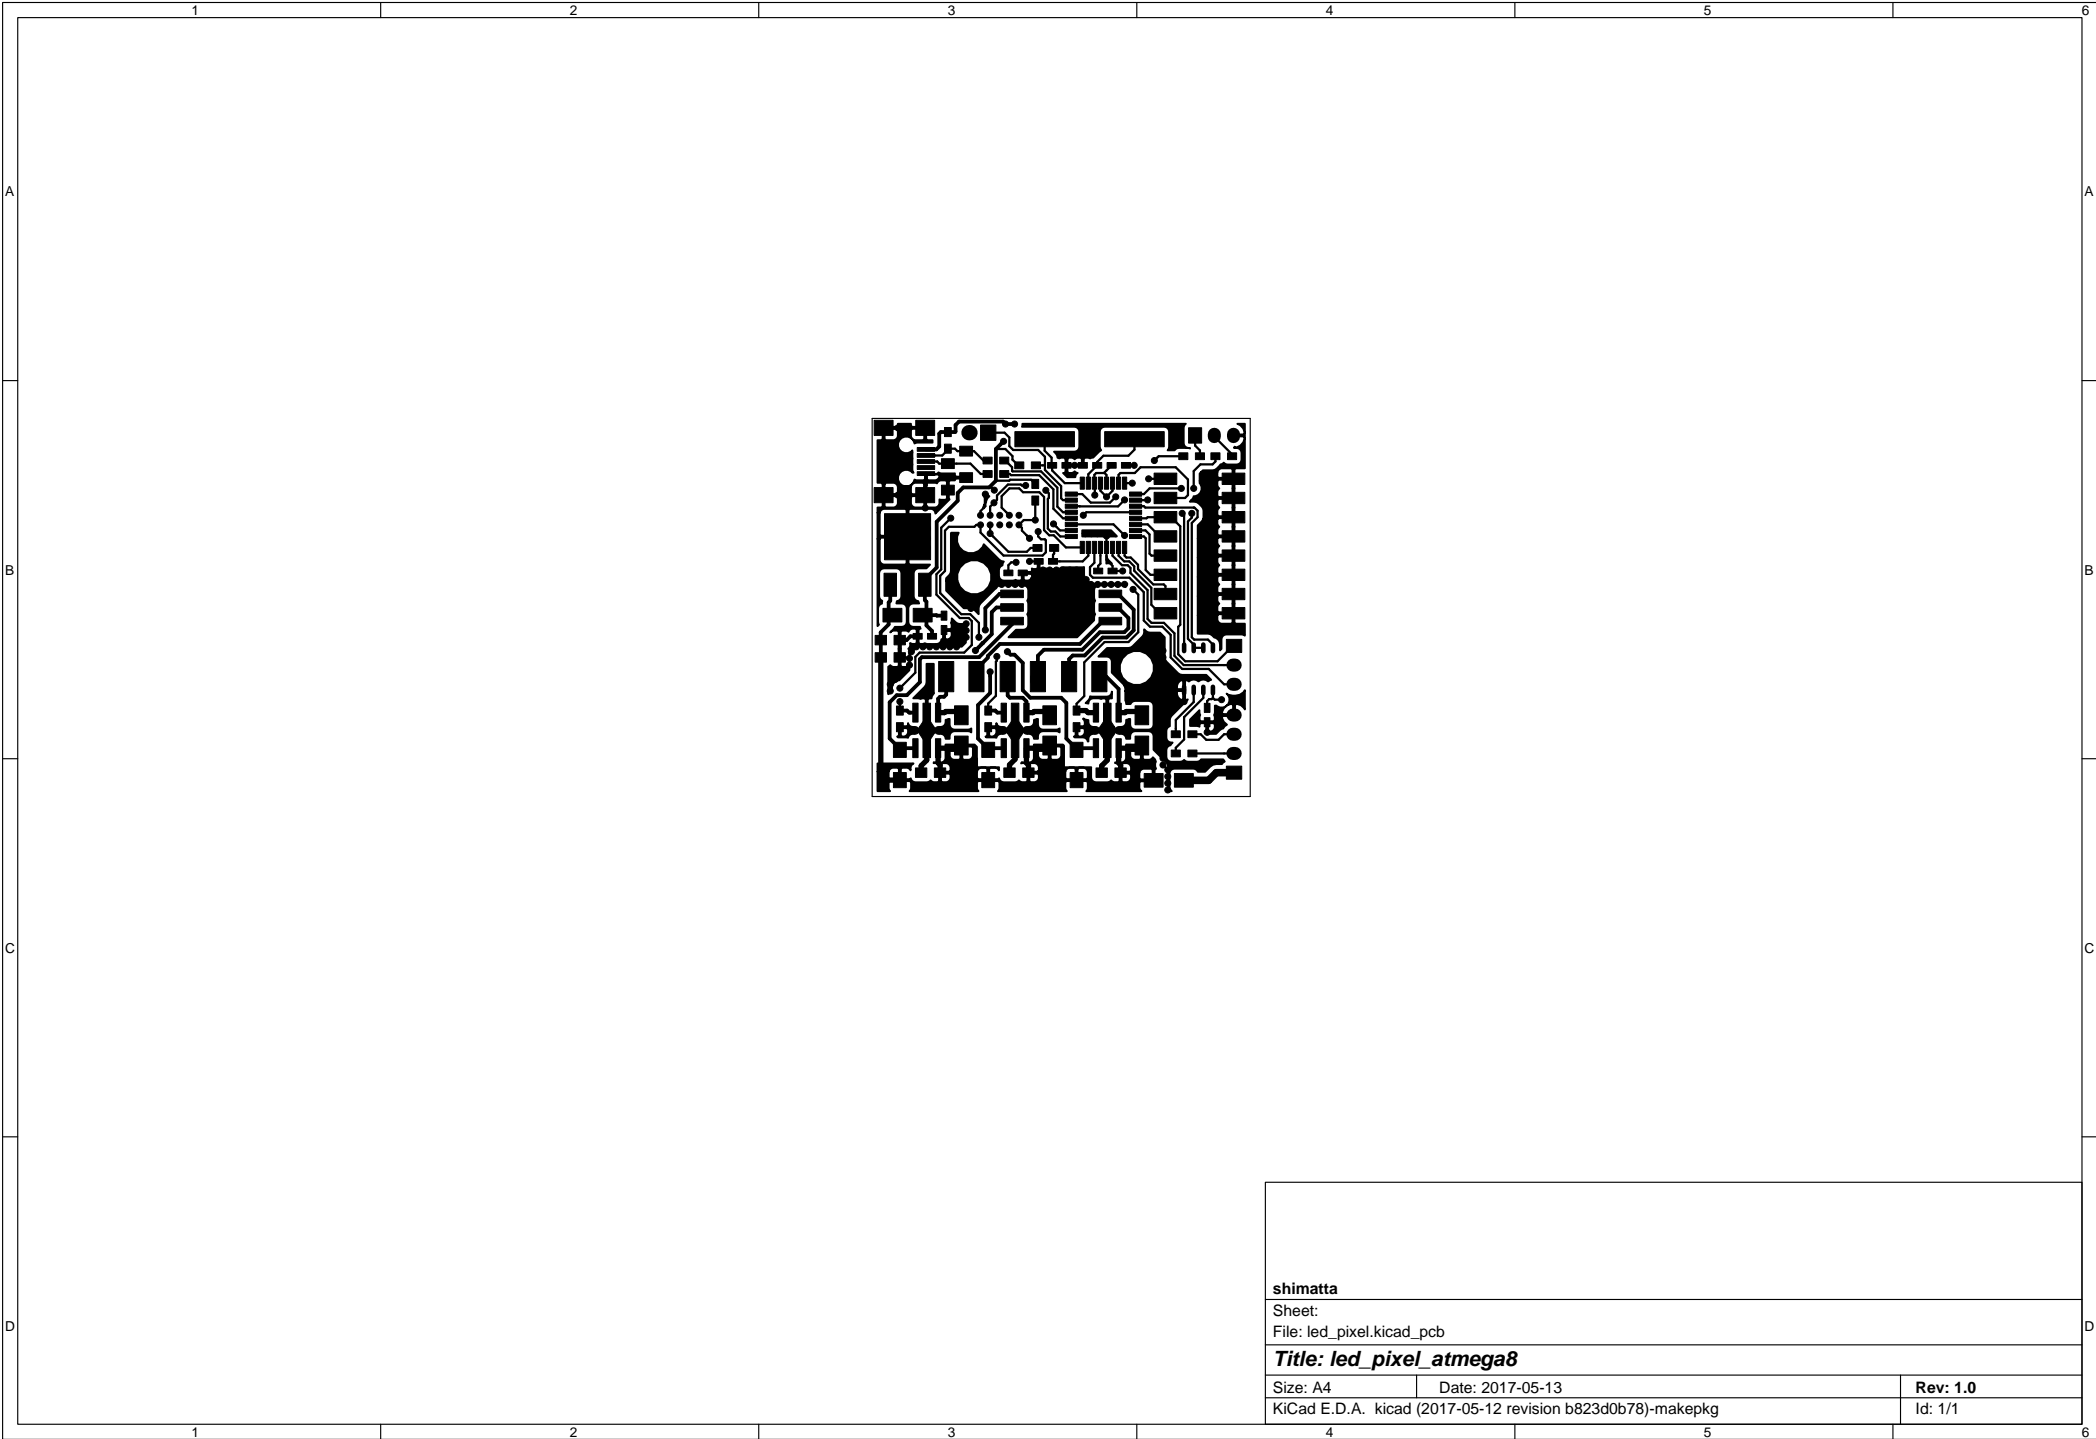 1 2 3 4 5 6
A A
B B
C C
D D
shimatta
Sheet:
File: led_pixel.kicad_pcb
Title: led_pixel_atmega8
Size: A4 Date: 2017-05-13 Rev: 1.0
KiCad E.D.A. kicad (2017-05-12 revision b823d0b78)-makepkg Id: 1/1
1 2 3 4 5 6